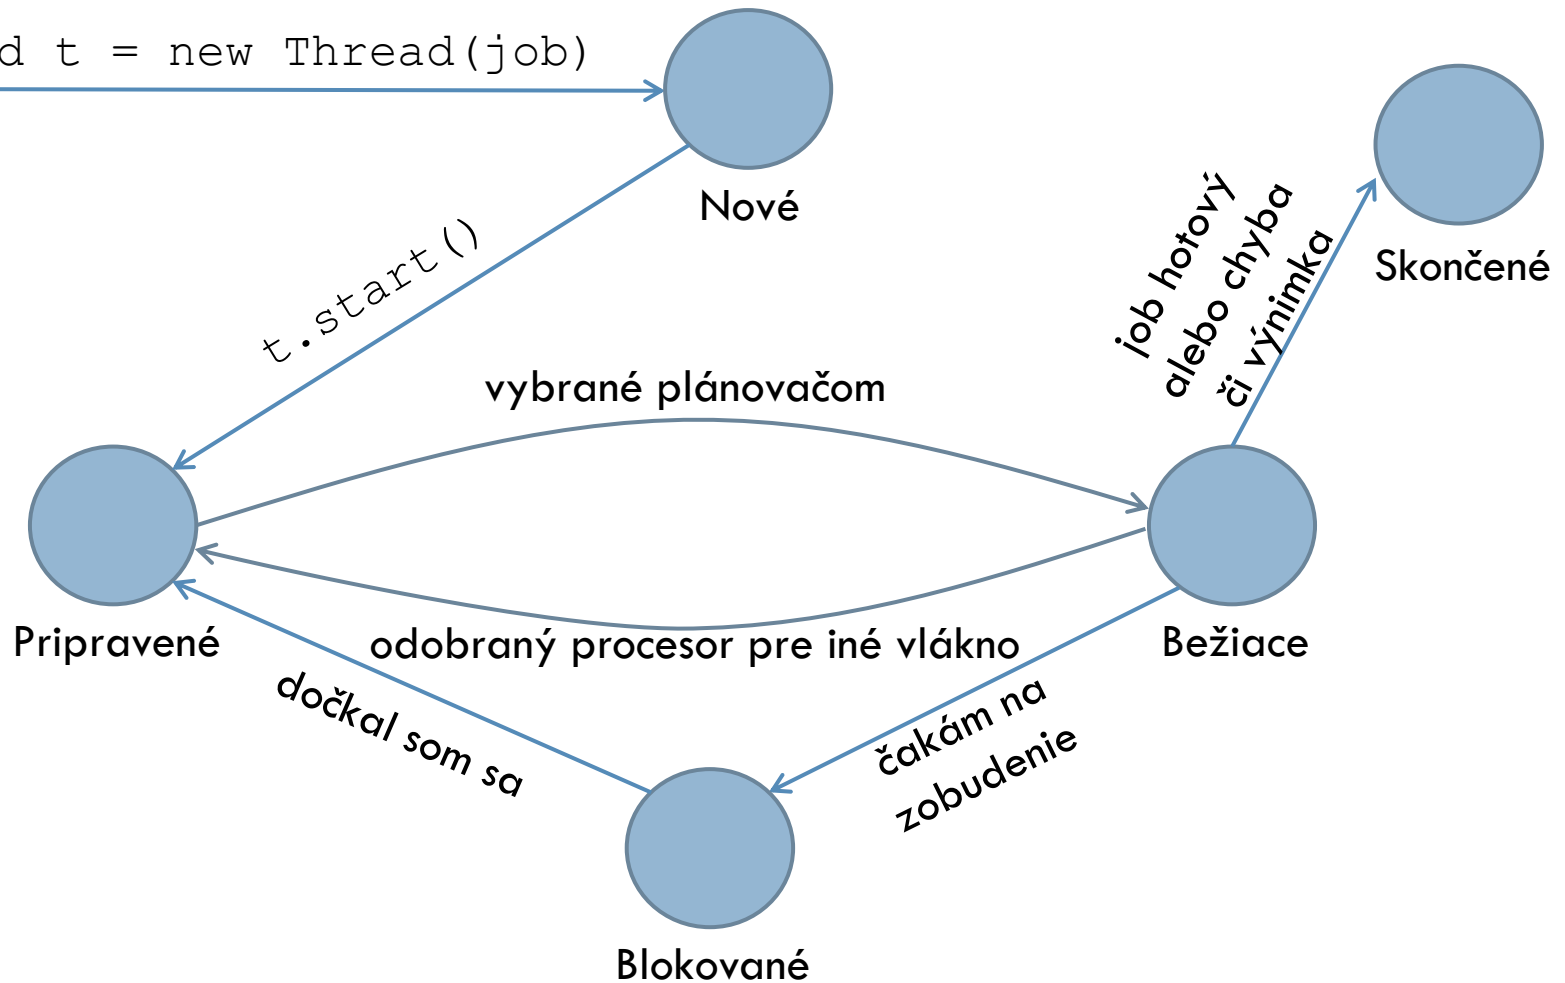 d t = new Thread(job)
Nové
Skončené
job hotový
alebo chyba
či výnimka
t.start()
vybrané plánovačom
Pripravené
odobraný procesor pre iné vlákno
Bežiace
dočkal som sa
čakám na
zobudenie
Blokované